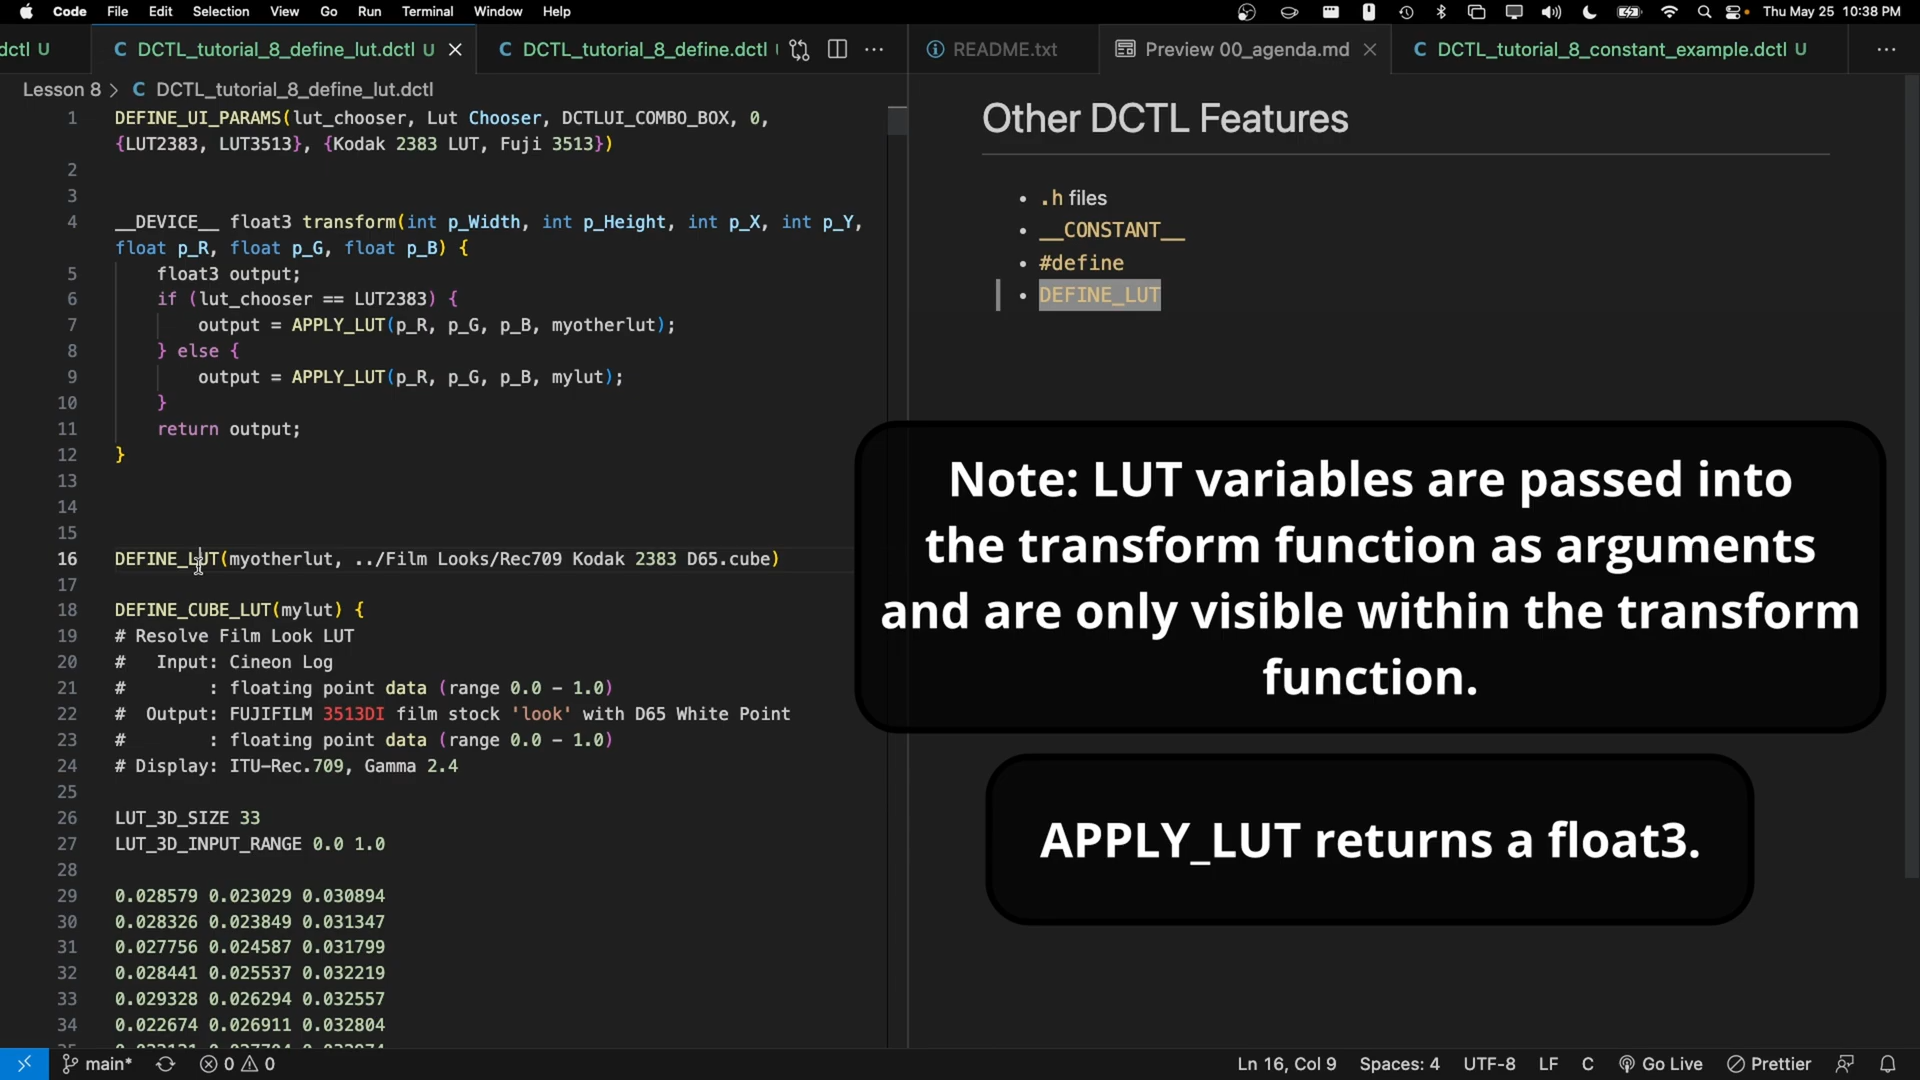 Code File Edit Selection View Go Run Terminal Window Help Thu May 25 10:38 PM
dctl U C DCTL_tutorial_8_define_lut.dctl U C DCTL_tutorial_8_define.dctl README.txt Preview 00_agenda.md C DCTL_tutorial_8_constant_example.dctl U
Lesson 8 > C DCTL_tutorial_8_define_lut.dctl
1 DEFINE_UI_PARAMS(lut_chooser, Lut Chooser, DCTLUI_COMBO_BOX, 0,
{LUT2383, LUT3513}, {Kodak 2383 LUT, Fuji 3513})
2
3
4 __DEVICE__ float3 transform(int p_Width, int p_Height, int p_X, int p_Y,
float p_R, float p_G, float p_B) {
5 float3 output;
6 if (lut_chooser == LUT2383) {
7 output = APPLY_LUT(p_R, p_G, p_B, myotherlut);
8 } else {
9 output = APPLY_LUT(p_R, p_G, p_B, mylut);
10 }
11 return output;
12 }
13
14
15
16 DEFINE_LUT(myotherlut, ../Film Looks/Rec709 Kodak 2383 D65.cube)
17
18 DEFINE_CUBE_LUT(mylut) {
19 # Resolve Film Look LUT
20 # Input: Cineon Log
21 # : floating point data (range 0.0 - 1.0)
22 # Output: FUJIFILM 3513DI film stock 'look' with D65 White Point
23 # : floating point data (range 0.0 - 1.0)
24 # Display: ITU-Rec.709, Gamma 2.4
25
26 LUT_3D_SIZE 33
27 LUT_3D_INPUT_RANGE 0.0 1.0
28
29 0.028579 0.023029 0.030894
30 0.028326 0.023849 0.031347
31 0.027756 0.024587 0.031799
32 0.028441 0.025537 0.032219
33 0.029328 0.026294 0.032557
34 0.022674 0.026911 0.032804
Other DCTL Features
• .h files
• __CONSTANT__
• #define
• DEFINE_LUT
Note: LUT variables are passed into
the transform function as arguments
and are only visible within the transform
function.
APPLY_LUT returns a float3.
main* 0 0 Ln 16, Col 9 Spaces: 4 UTF-8 LF C Go Live Prettier